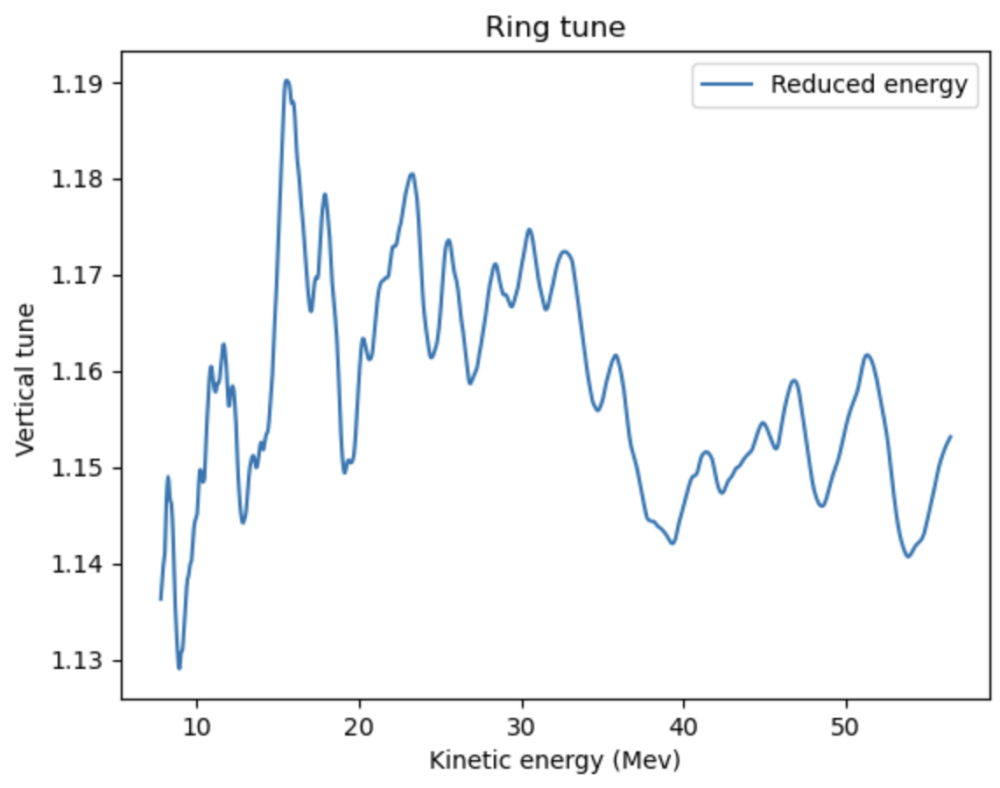 Ring tune
Reduced energy
1.19
1.18
1.17
1.16
1.15
1.14
1.13
Vertical tune
10 20 30 40 50
Kinetic energy (Mev)